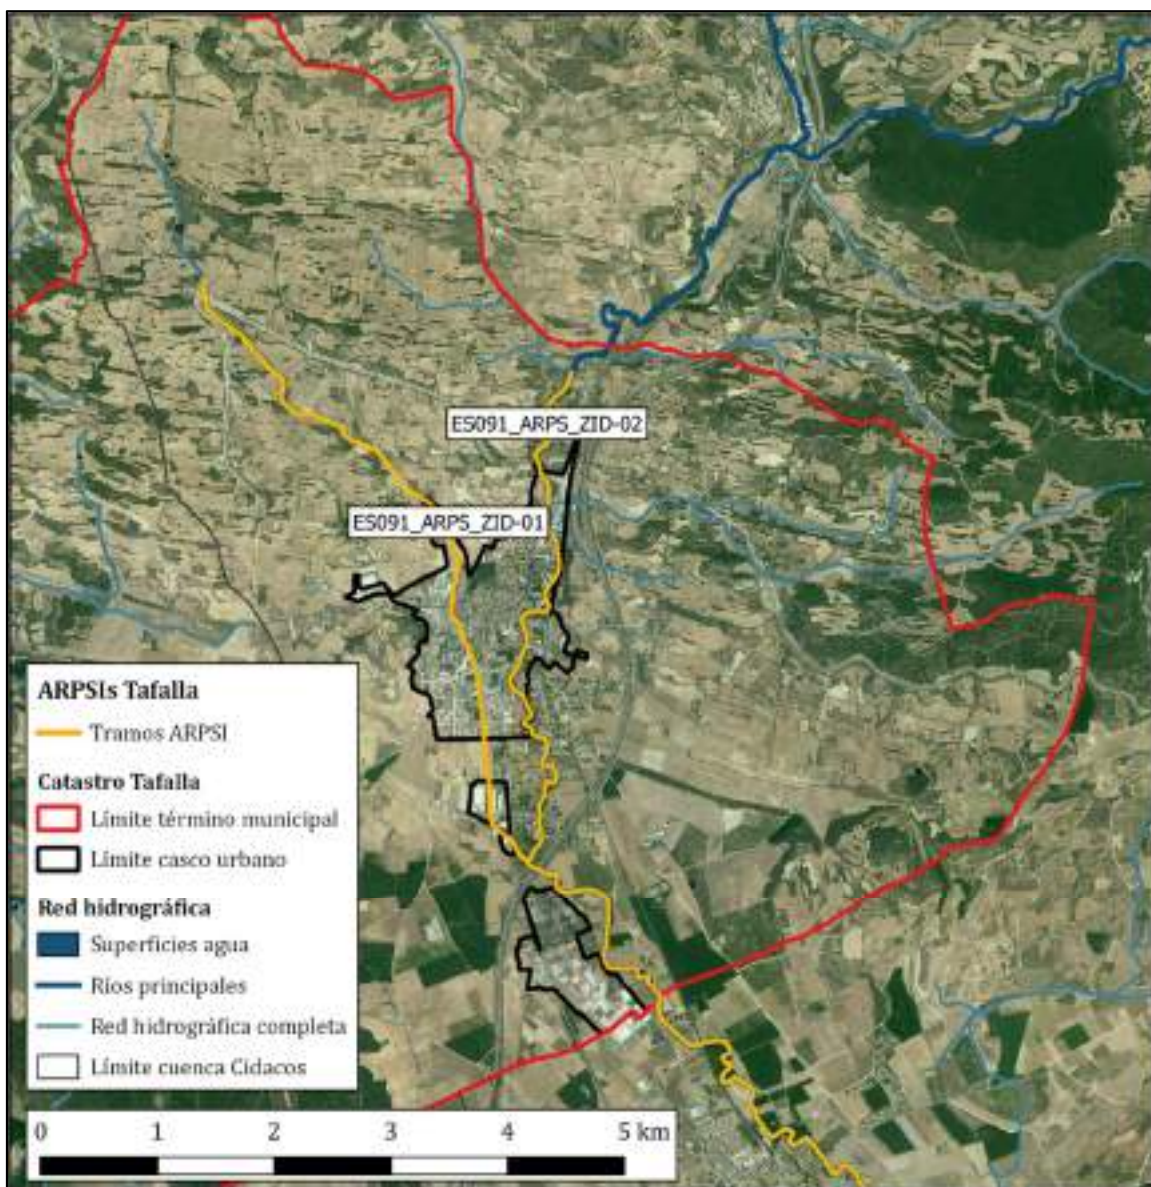 ES091_ARPS_ZID-02
ES091_ARPS_ZID-01
ARPSIs Tafalla
Tramos ARPSI
Catastro Tafalla
Límite término municipal
Límite casco urbano
Red hidrográfica
Superficies agua
Ríos principales
Red hidrográfica completa
Límite cuenca Cidacos
0 1 2 3 4 5 km